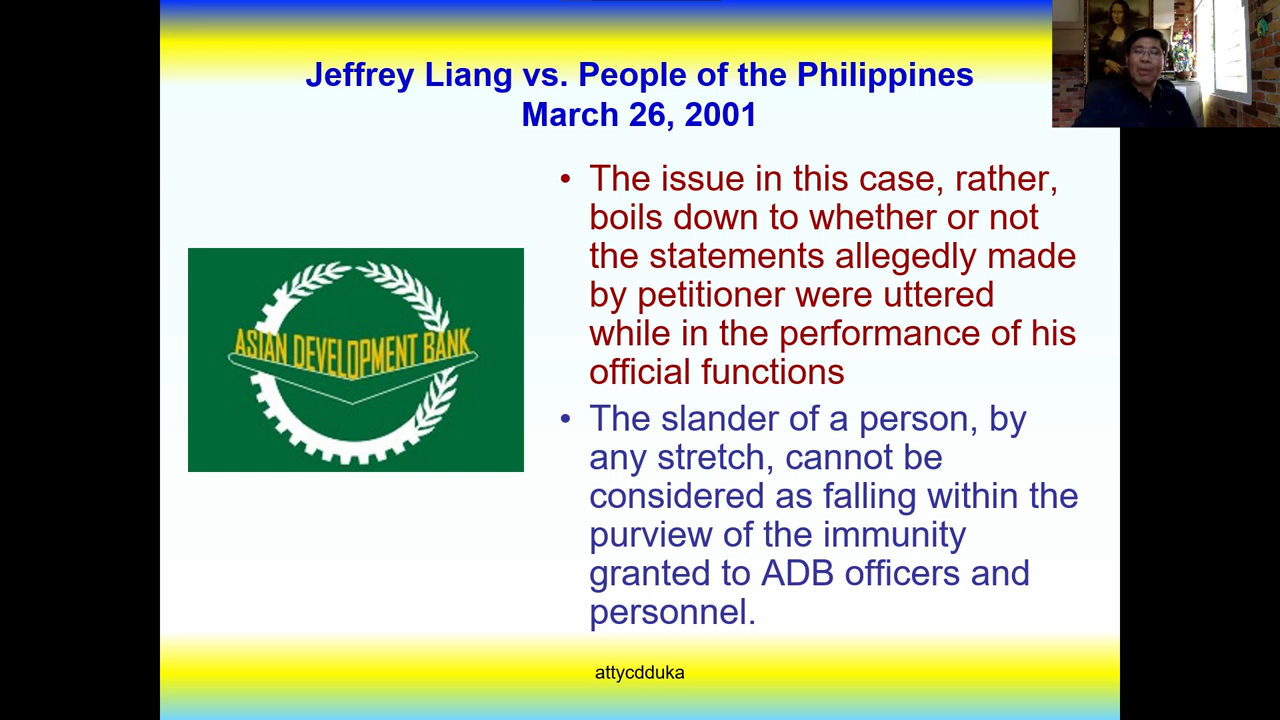 Jeffrey Liang vs. People of the Philippines
March 26, 2001
ASIAN DEVELOPMENT BANK
• The issue in this case, rather,
boils down to whether or not
the statements allegedly made
by petitioner were uttered
while in the performance of his
official functions
• The slander of a person, by
any stretch, cannot be
considered as falling within the
purview of the immunity
granted to ADB officers and
personnel.
attycdduka